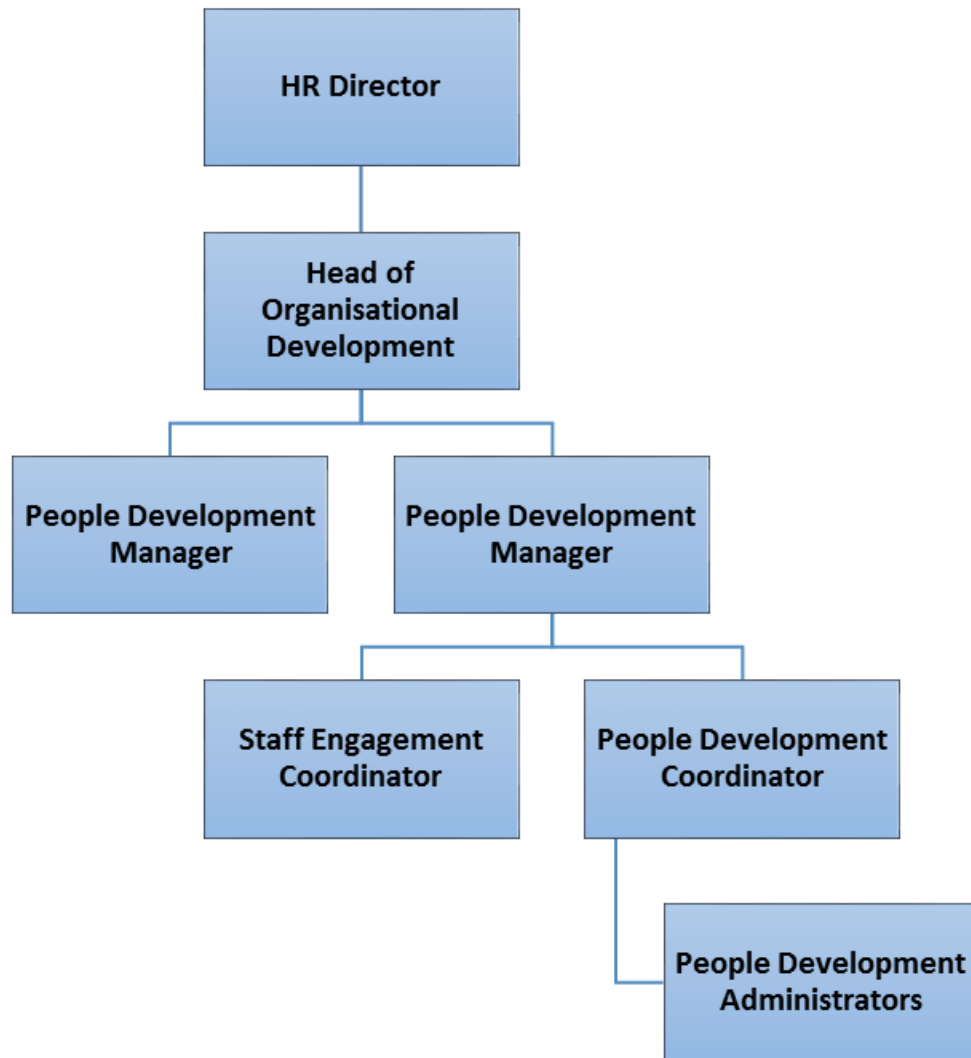 HR Director
Head of
Organisational
Development
People Development
Manager
People Development
Manager
Staff Engagement
Coordinator
People Development
Coordinator
People Development
Administrators